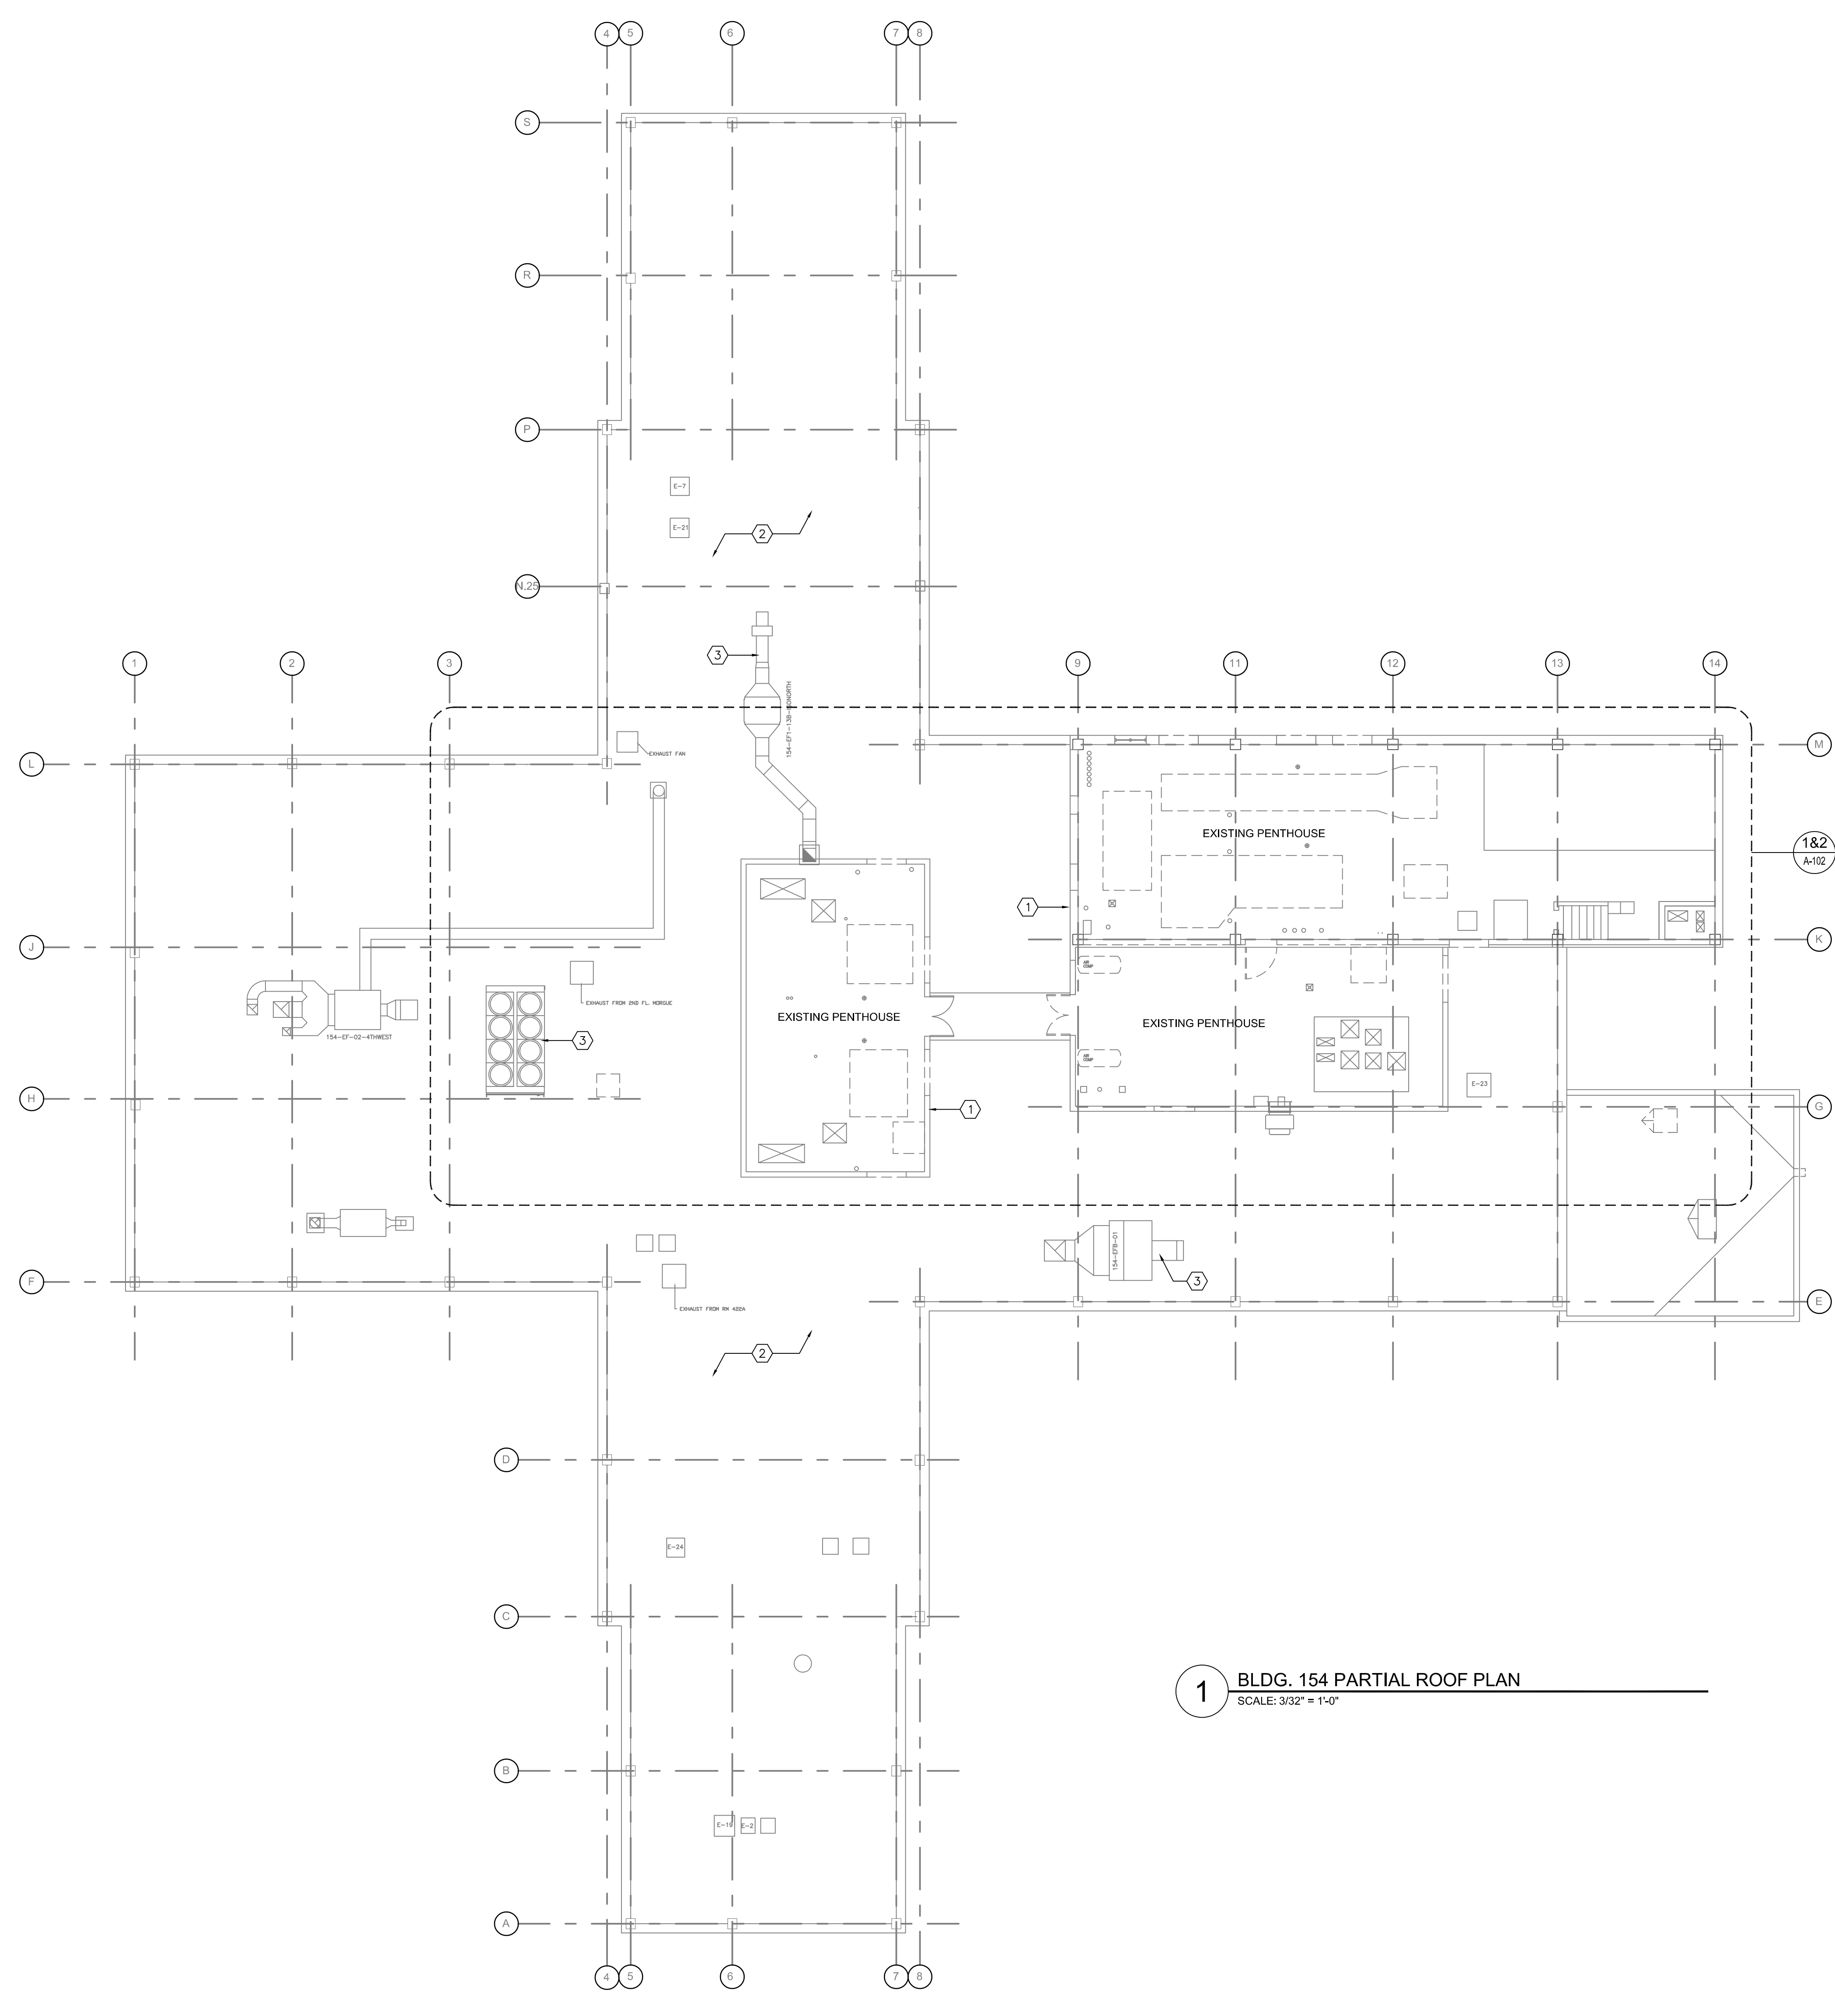 4
5
6
7
8
S
R
P
E-7
E-21
2
N.25
3
154-EF1-13B-ISONORTH
1
2
3
9
11
12
13
14
EXHAUST FAN
L
M
1&2
A-102
EXISTING PENTHOUSE
1
J
K
AIR
COMP
EXHAUST FROM 2ND FL. MORGUE
EXISTING PENTHOUSE
EXISTING PENTHOUSE
154-EF-02-4THWEST
3
AIR
COMP
E-23
H
1
G
154-EFB-01
3
F
E
EXHAUST FROM RM 422A
2
D
E-24
C
1
BLDG. 154 PARTIAL ROOF PLAN
SCALE: 3/32" = 1'-0"
B
E-19
E-2
A
4
5
6
7
8